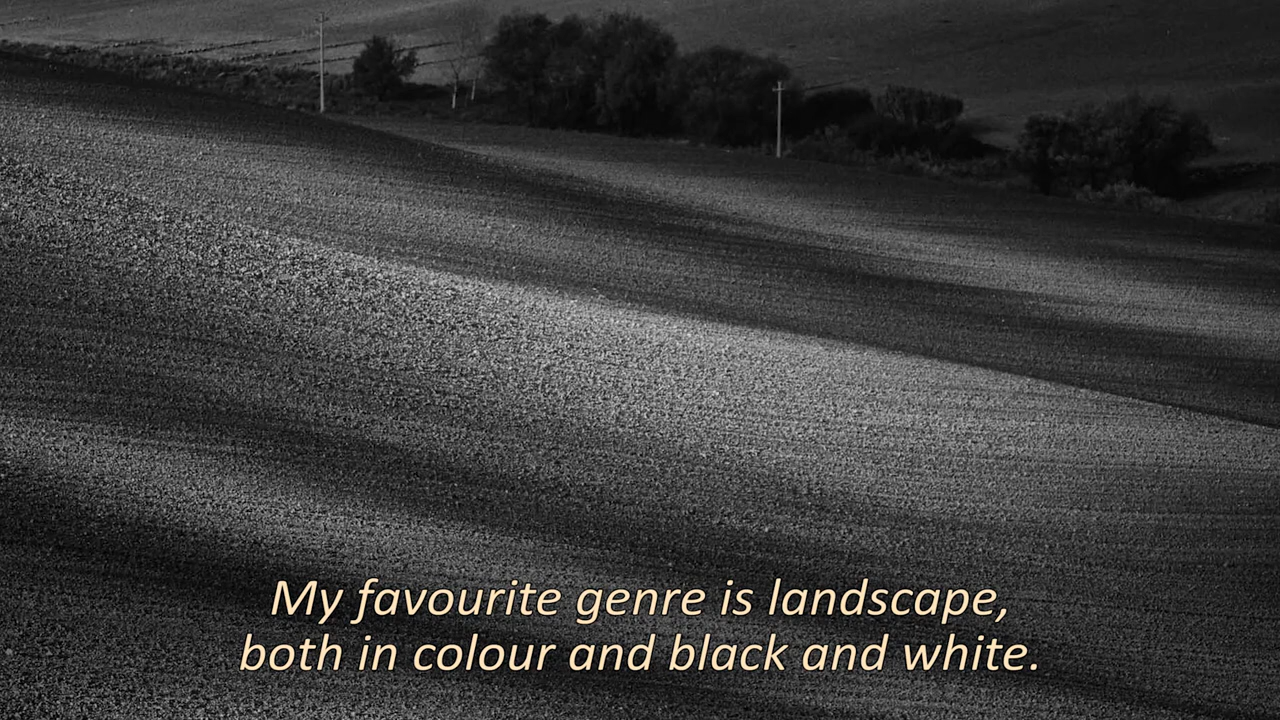 My favourite genre is landscape,
both in colour and black and white.